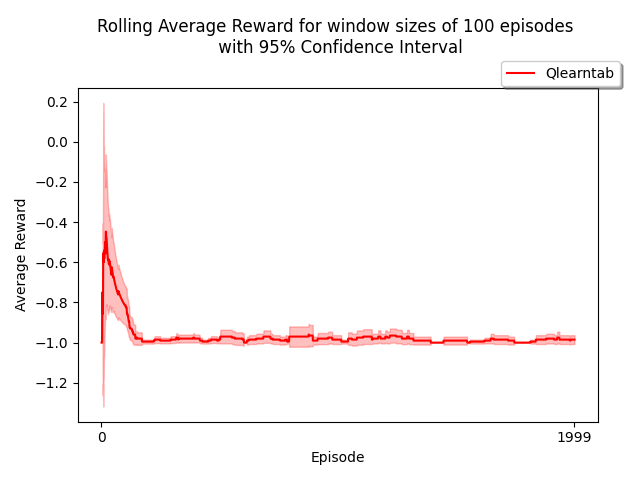 Rolling Average Reward for window sizes of 100 episodes
with 95% Confidence Interval
Qlearntab
0.2
0.0
−0.2
−0.4
−0.6
−0.8
−1.0
−1.2
Average Reward
0 1999
Episode